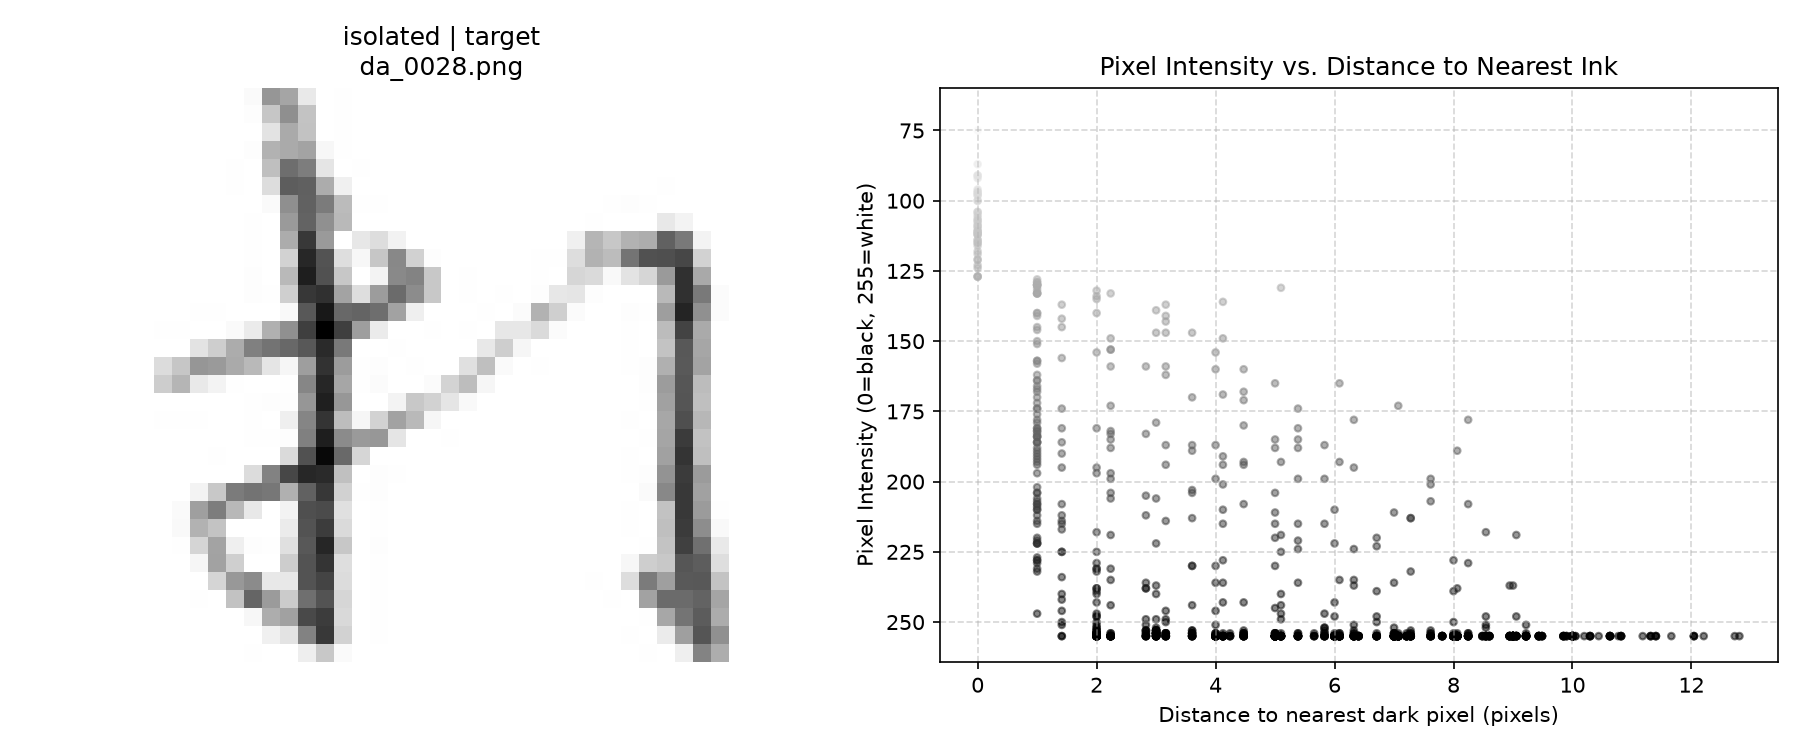 isolated | target
da_0028.png
Pixel Intensity vs. Distance to Nearest Ink
Pixel Intensity (0=black, 255=white)
75
100
125
150
175
200
225
250
0 2 4 6 8 10 12
Distance to nearest dark pixel (pixels)